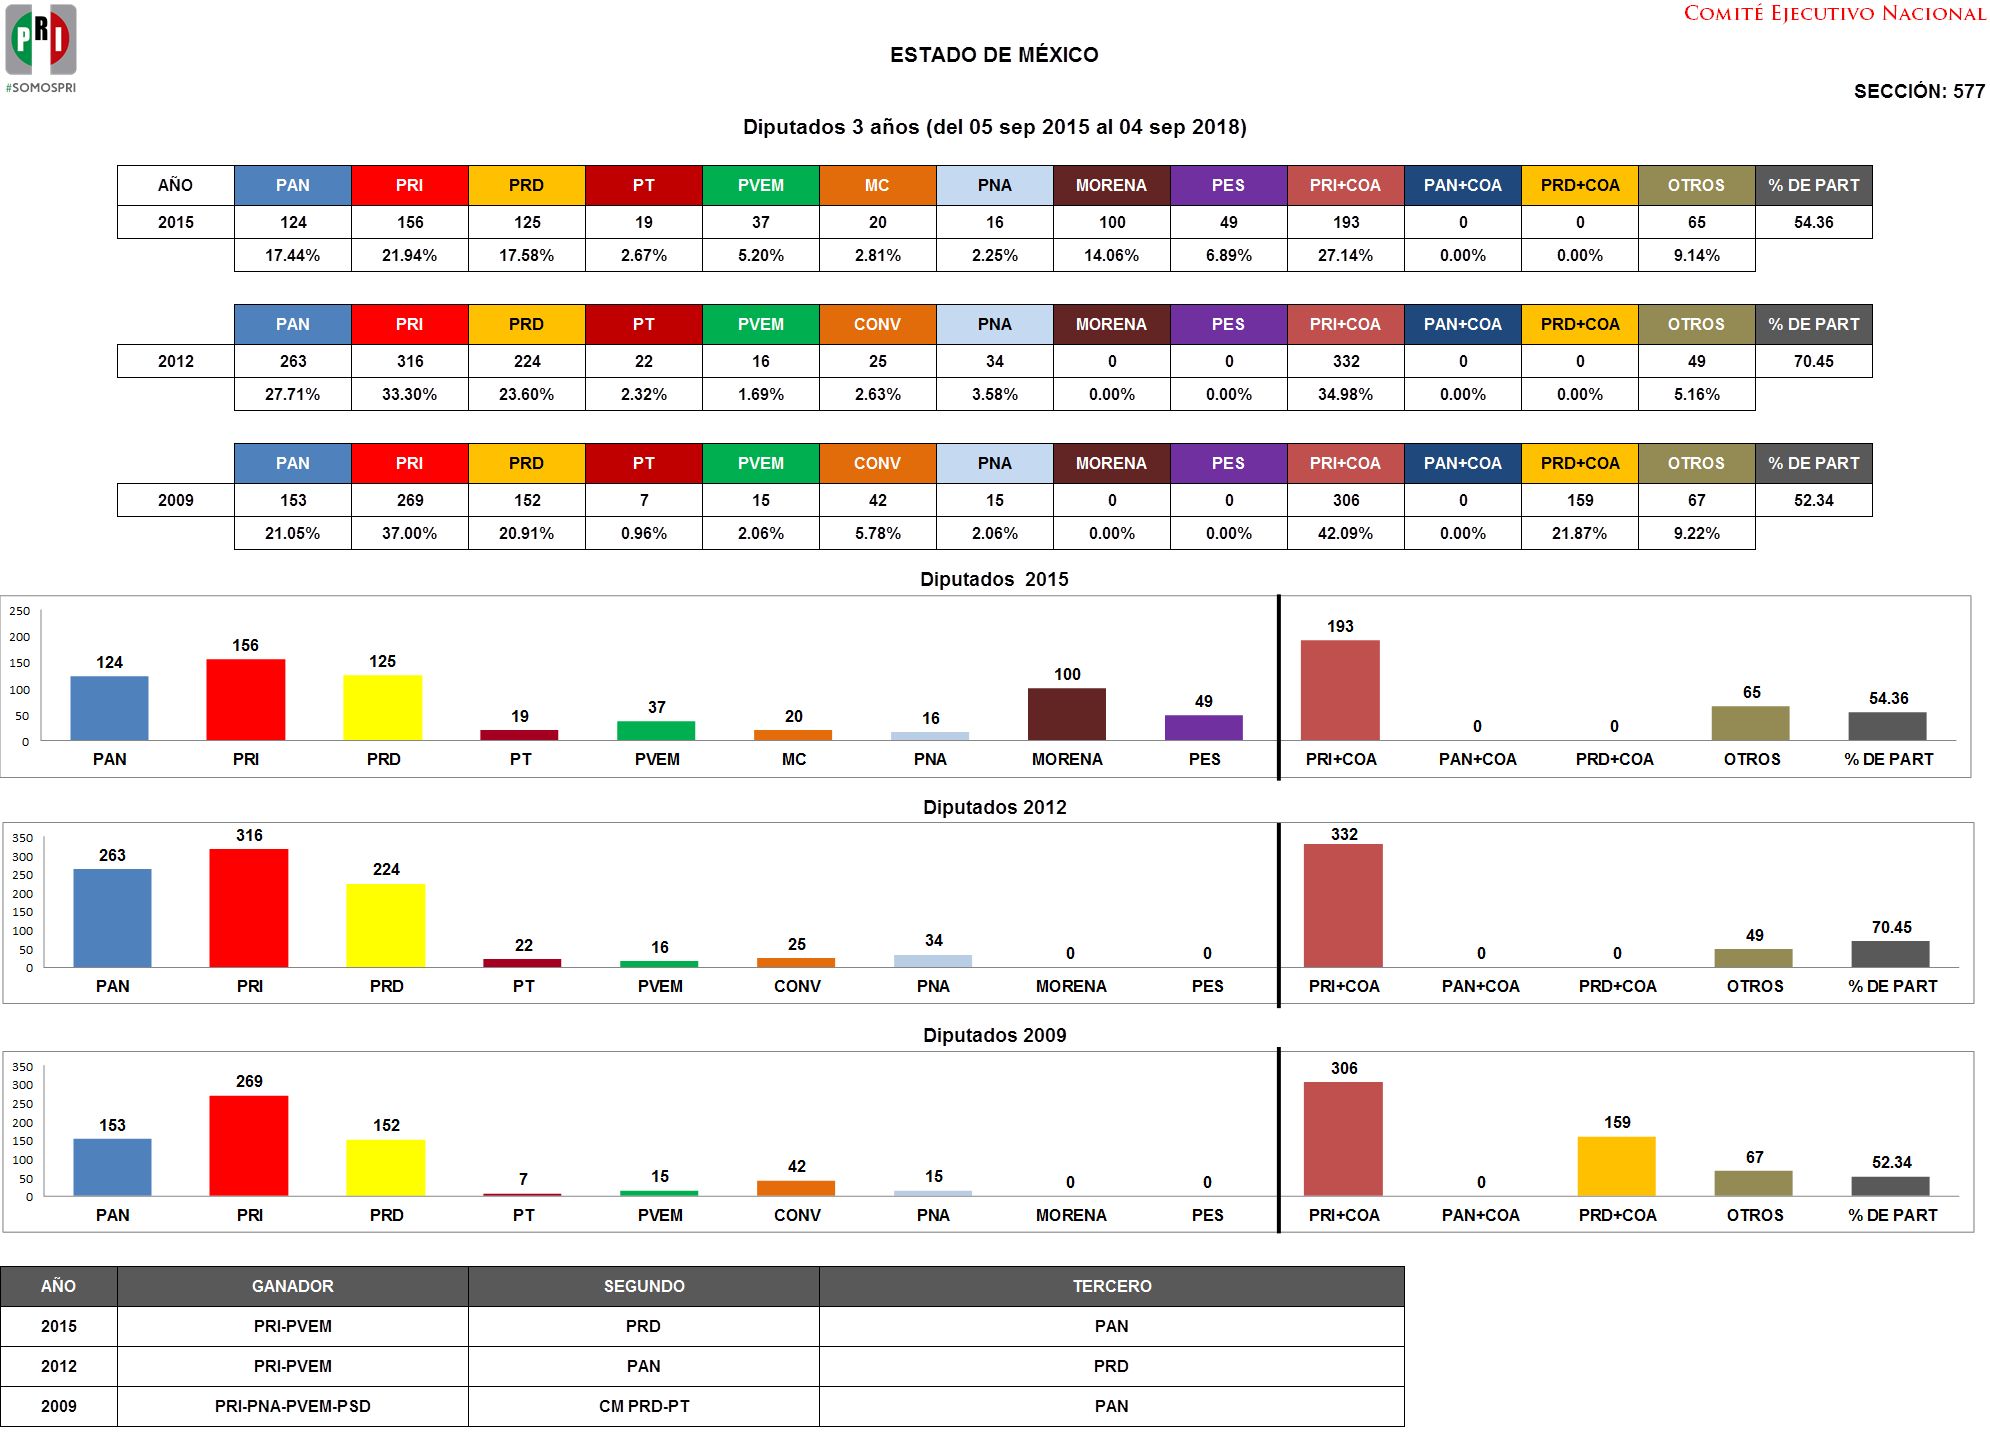 PRI
#SOMOSPRI
COMITÉ EJECUTIVO NACIONAL
ESTADO DE MÉXICO
SECCIÓN: 577
Diputados 3 años (del 05 sep 2015 al 04 sep 2018)
AÑO PAN PRI PRD PT PVEM MC PNA MORENA PES PRI+COA PAN+COA PRD+COA OTROS % DE PART
2015 124 156 125 19 37 20 16 100 49 193 0 0 65 54.36
17.44% 21.94% 17.58% 2.67% 5.20% 2.81% 2.25% 14.06% 6.89% 27.14% 0.00% 0.00% 9.14%
PAN PRI PRD PT PVEM CONV PNA MORENA PES PRI+COA PAN+COA PRD+COA OTROS % DE PART
2012 263 316 224 22 16 25 34 0 0 332 0 0 49 70.45
27.71% 33.30% 23.60% 2.32% 1.69% 2.63% 3.58% 0.00% 0.00% 34.98% 0.00% 0.00% 5.16%
PAN PRI PRD PT PVEM CONV PNA MORENA PES PRI+COA PAN+COA PRD+COA OTROS % DE PART
2009 153 269 152 7 15 42 15 0 0 306 0 159 67 52.34
21.05% 37.00% 20.91% 0.96% 2.06% 5.78% 2.06% 0.00% 0.00% 42.09% 0.00% 21.87% 9.22%
Diputados 2015
250
200
150
100
50
0
124 156 125 19 37 20 16 100 49 193 0 0 65 54.36
PAN PRI PRD PT PVEM MC PNA MORENA PES PRI+COA PAN+COA PRD+COA OTROS % DE PART
Diputados 2012
350
300
250
200
150
100
50
0
263 316 224 22 16 25 34 0 0 332 0 0 49 70.45
PAN PRI PRD PT PVEM CONV PNA MORENA PES PRI+COA PAN+COA PRD+COA OTROS % DE PART
Diputados 2009
350
300
250
200
150
100
50
0
153 269 152 7 15 42 15 0 0 306 0 159 67 52.34
PAN PRI PRD PT PVEM CONV PNA MORENA PES PRI+COA PAN+COA PRD+COA OTROS % DE PART
AÑO GANADOR SEGUNDO TERCERO
2015 PRI-PVEM PRD PAN
2012 PRI-PVEM PAN PRD
2009 PRI-PNA-PVEM-PSD CM PRD-PT PAN